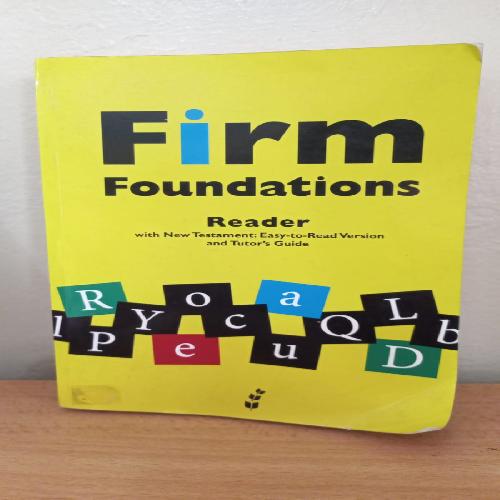 Firm
Foundations
Reader
with New Testament: Easy-to-Read Version
and Tutor's Guide
R o a L
l P Y e c u Q D b